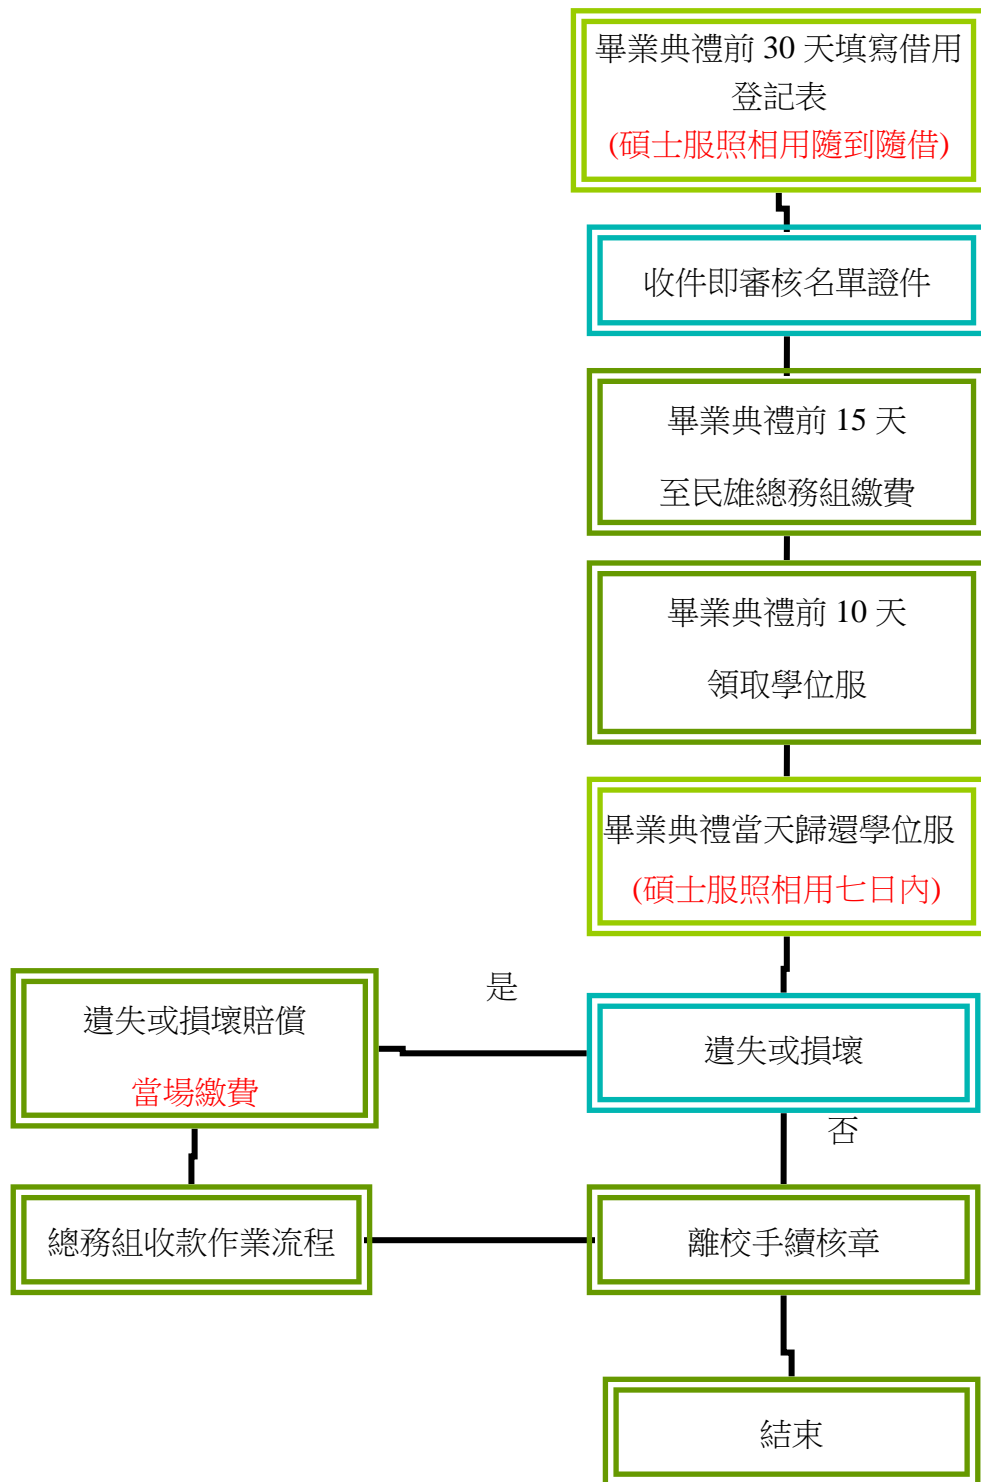 畢業典禮前 30 天填寫借用
登記表
(碩士服照相用隨到隨借)
收件即審核名單證件
畢業典禮前 15 天
至民雄總務組繳費
畢業典禮前 10 天
領取學位服
畢業典禮當天歸還學位服
(碩士服照相用七日內)
是
遺失或損壞賠償
當場繳費
遺失或損壞
否
總務組收款作業流程
離校手續核章
結束